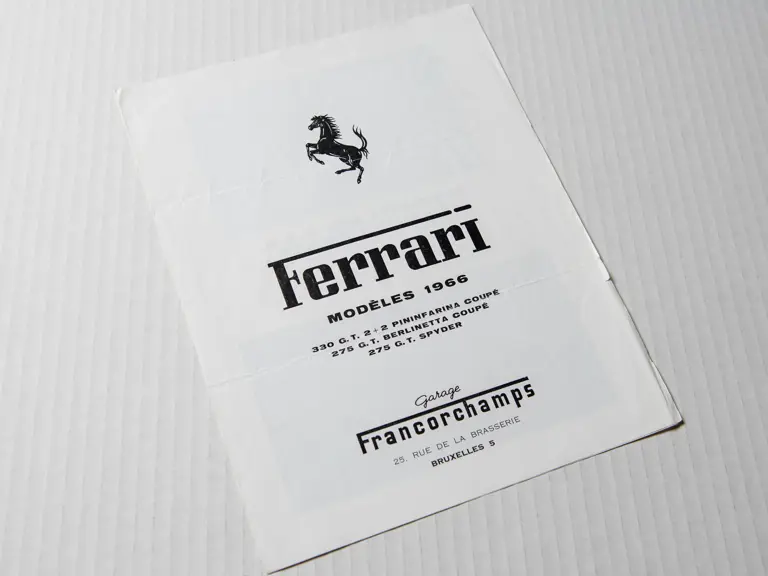 Ferrari
MODÈLES 1966
330 G.T. 2+2 PININFARINA COUPÉ
275 G.T. BERLINETTA COUPÉ
275 G.T. SPYDER
Garage
Francorchamps
25, RUE DE LA BRASSERIE
BRUXELLES 5